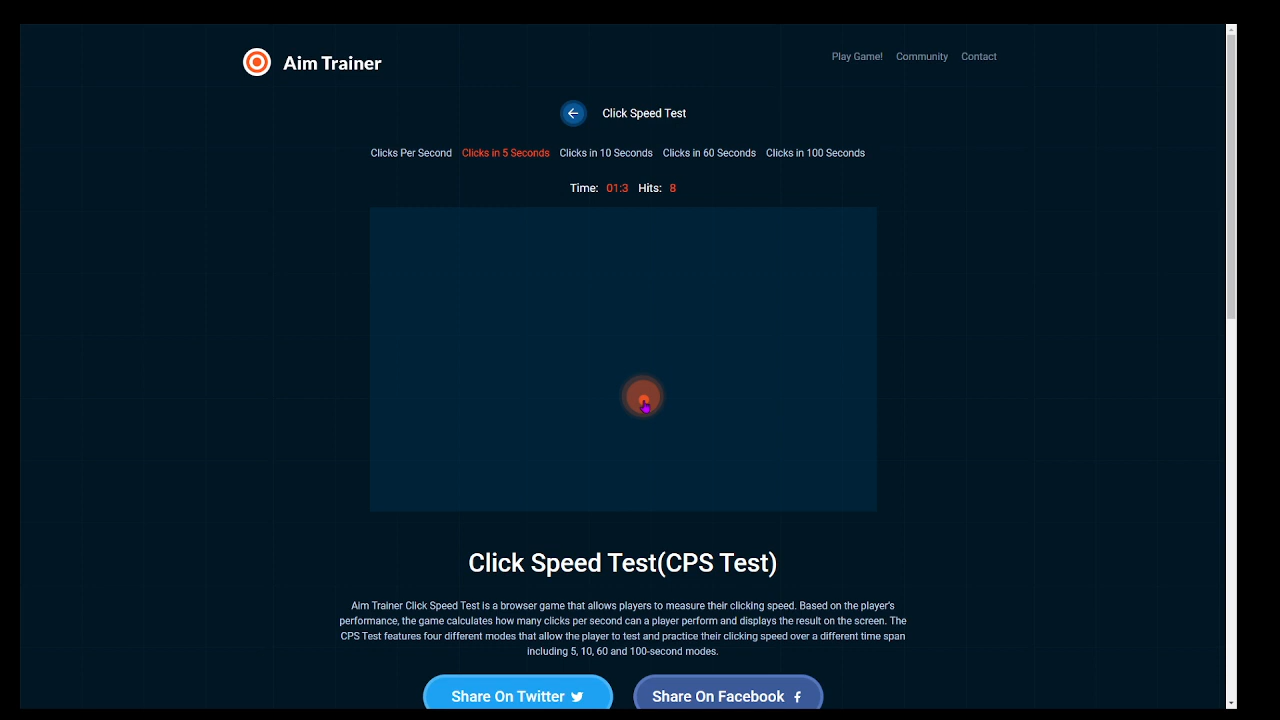 Aim Trainer
Play Game! Community Contact
Click Speed Test
Clicks Per Second Clicks in 5 Seconds Clicks in 10 Seconds Clicks in 60 Seconds Clicks in 100 Seconds
Time: 01:3 Hits: 8
Click Speed Test(CPS Test)
Aim Trainer Click Speed Test is a browser game that allows players to measure their clicking speed. Based on the player's
performance, the game calculates how many clicks per second can a player perform and displays the result on the screen. The
CPS Test features four different modes that allow the player to test and practice their clicking speed over a different time span
including 5, 10, 60 and 100-second modes.
Share On Twitter Share On Facebook